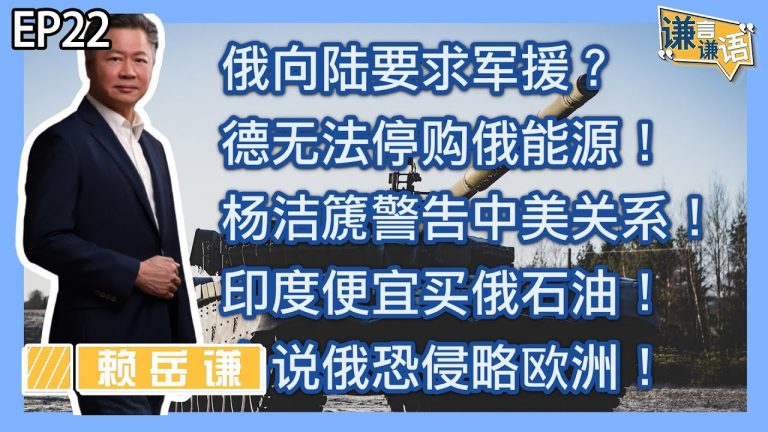 EP22
谦言谦语
俄向陆要求军援？
德无法停购俄能源！
杨洁篪警告中美关系！
印度便宜买俄石油！
说俄恐侵略欧洲！
赖岳谦